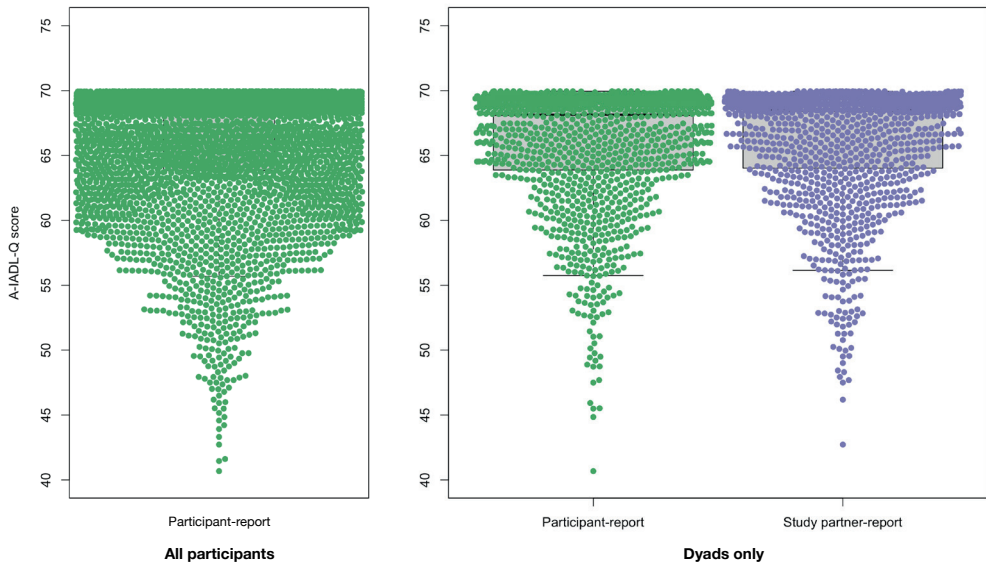 A-IADL-Q score
75
70
65
60
55
50
45
40
Participant-report
All participants
75
70
65
60
55
50
45
40
Participant-report
Study partner-report
Dyads only